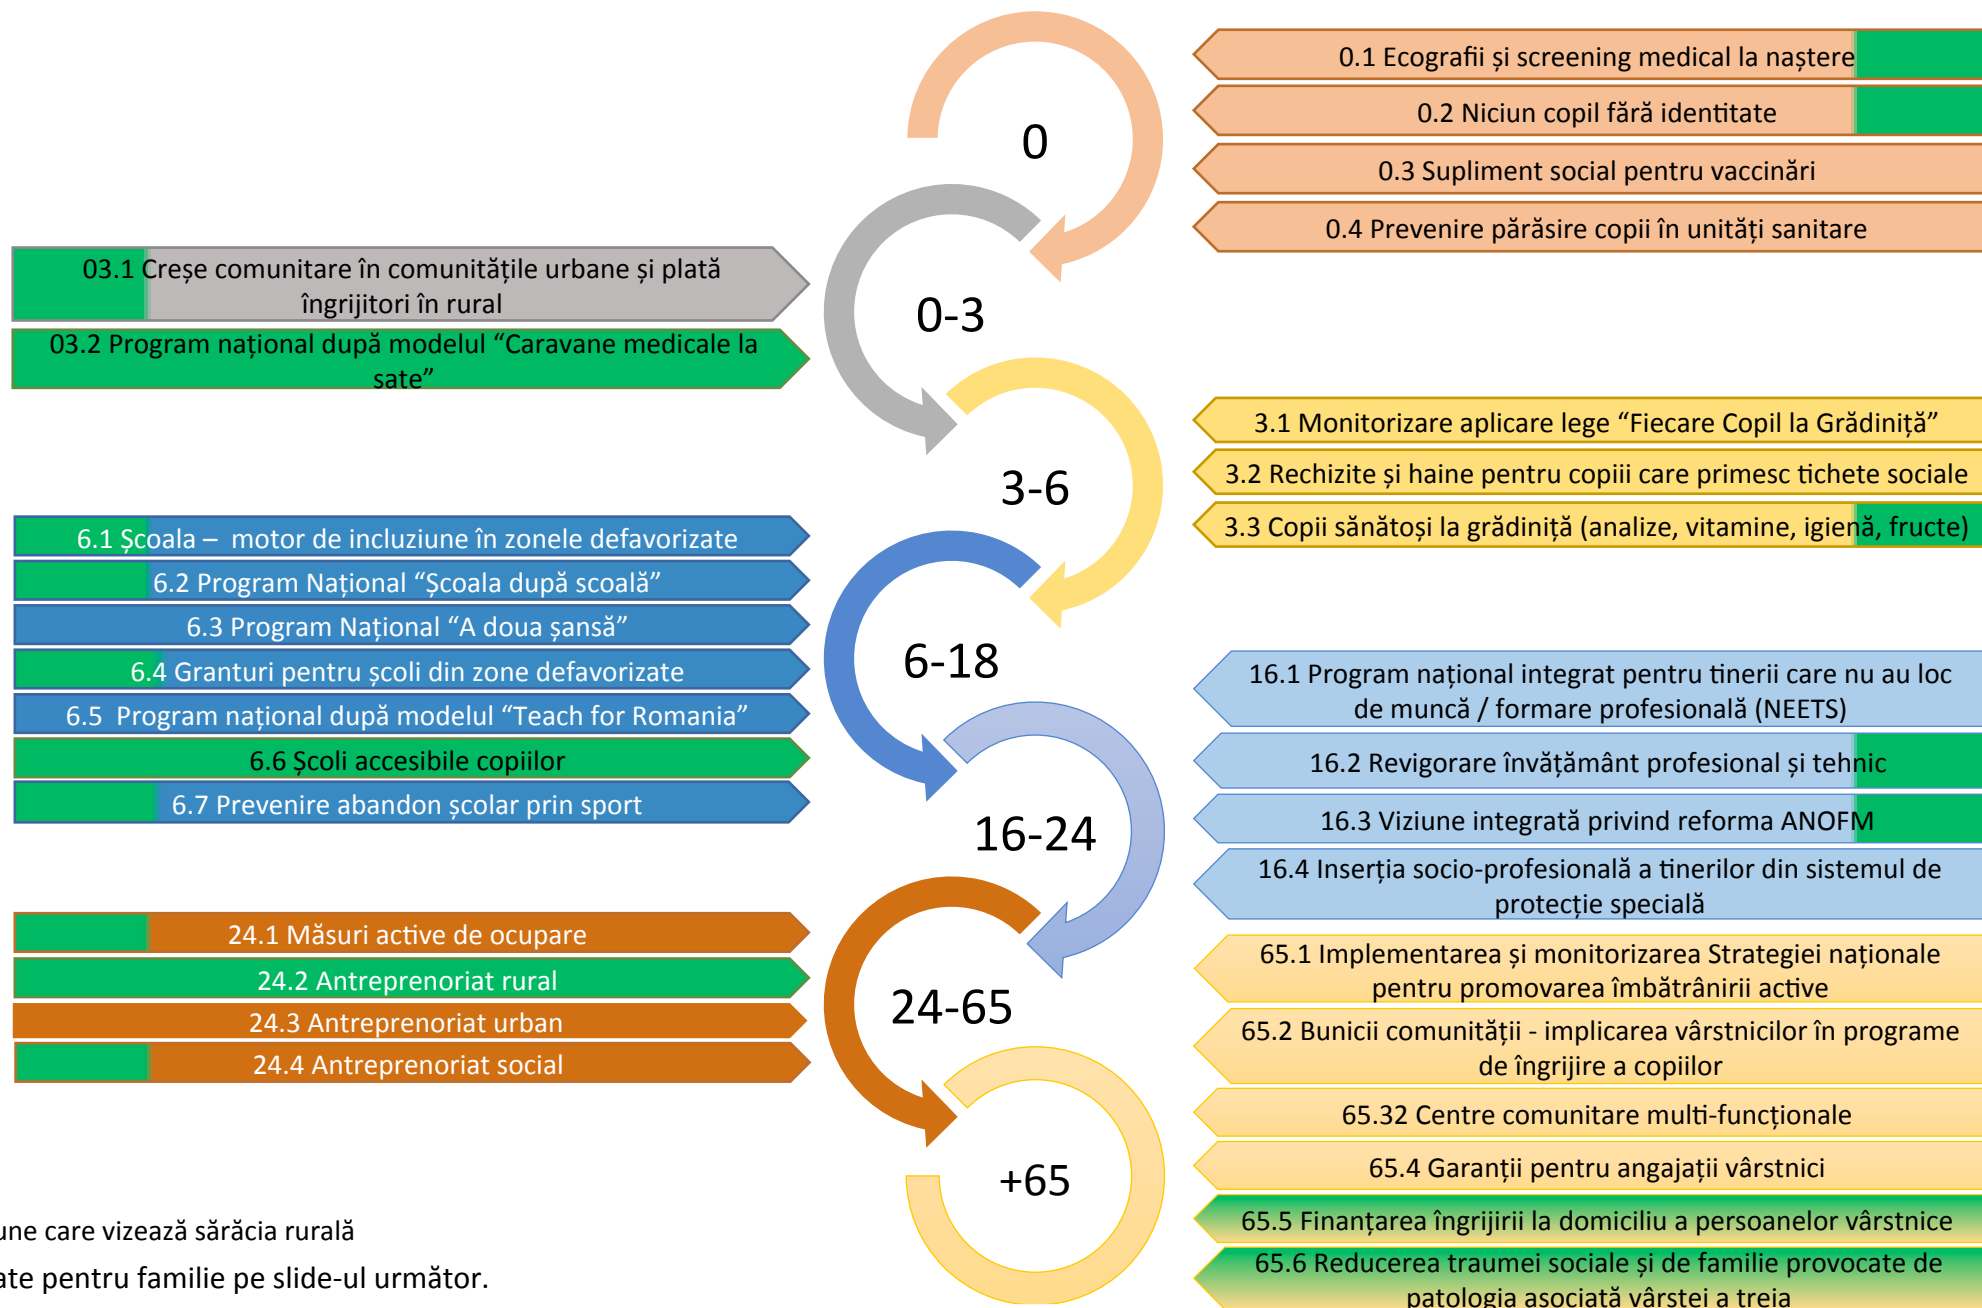 0
0.1 Ecografii și screening medical la naștere
0.2 Niciun copil fără identitate
0.3 Supliment social pentru vaccinări
0.4 Prevenire părăsire copii în unități sanitare
0-3
03.1 Creșe comunitare în comunitățile urbane și plată
îngrijitori în rural
03.2 Program național după modelul “Caravane medicale la
sate”
3-6
3.1 Monitorizare aplicare lege “Fiecare Copil la Grădiniță”
3.2 Rechizite și haine pentru copiii care primesc tichete sociale
3.3 Copii sănătoși la grădiniță (analize, vitamine, igienă, fructe)
6-18
6.1 Școala – motor de incluziune în zonele defavorizate
6.2 Program Național “Școala după scoală”
6.3 Program Național “A doua șansă”
6.4 Granturi pentru școli din zone defavorizate
6.5 Program național după modelul “Teach for Romania”
6.6 Școli accesibile copiilor
6.7 Prevenire abandon școlar prin sport
16-24
16.1 Program național integrat pentru tinerii care nu au loc
de muncă / formare profesională (NEETS)
16.2 Revigorare învățământ profesional și tehnic
16.3 Viziune integrată privind reforma ANOFM
16.4 Inserția socio-profesională a tinerilor din sistemul de
protecție specială
24-65
24.1 Măsuri active de ocupare
24.2 Antreprenoriat rural
24.3 Antreprenoriat urban
24.4 Antreprenoriat social
+65
65.1 Implementarea și monitorizarea Strategiei naționale
pentru promovarea îmbătrânirii active
65.2 Bunicii comunității - implicarea vârstnicilor în programe
de îngrijire a copiilor
65.32 Centre comunitare multi-funcționale
65.4 Garanții pentru angajații vârstnici
65.5 Finanțarea îngrijirii la domiciliu a persoanelor vârstnice
65.6 Reducerea traumei sociale și de familie provocate de
patologia asociată vârstei a treia
une care vizează sărăcia rurală
ate pentru familie pe slide-ul următor.